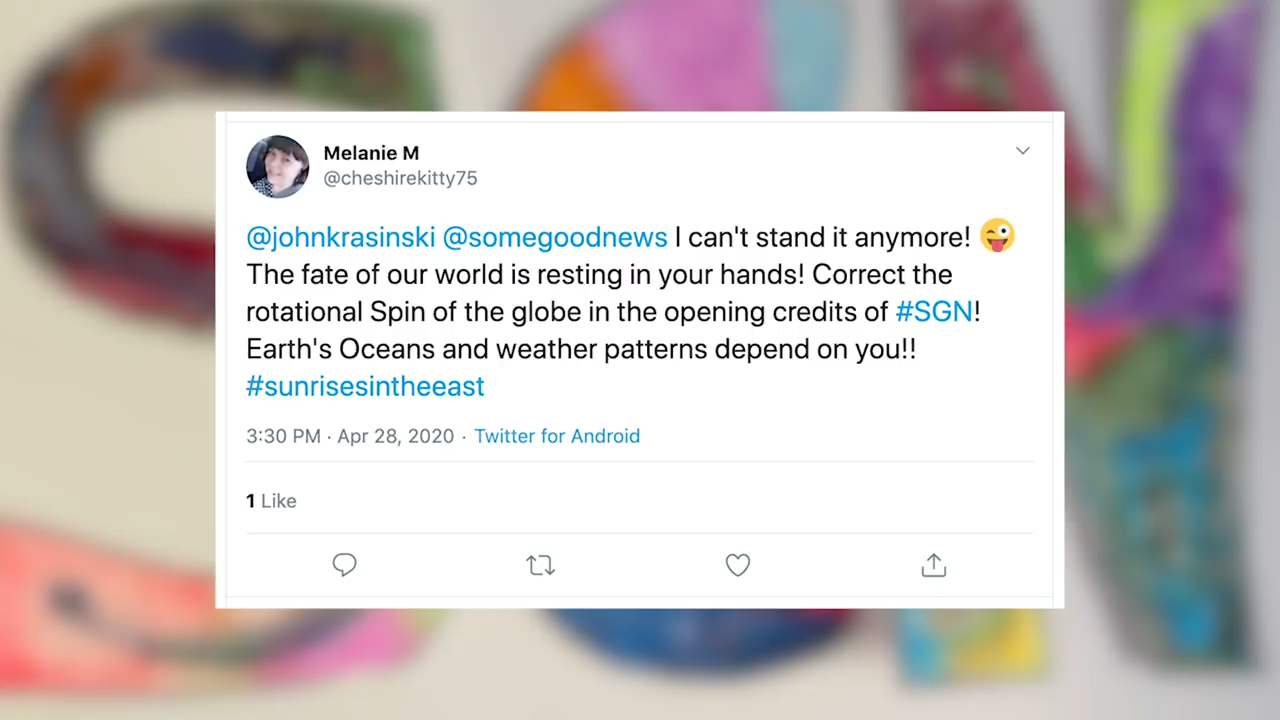 Melanie M
@cheshirekitty75
@johnkrasinski @somegoodnews I can't stand it anymore! 😜
The fate of our world is resting in your hands! Correct the
rotational Spin of the globe in the opening credits of #SGN!
Earth's Oceans and weather patterns depend on you!!
#sunrisesintheeast
3:30 PM · Apr 28, 2020 · Twitter for Android
1 Like